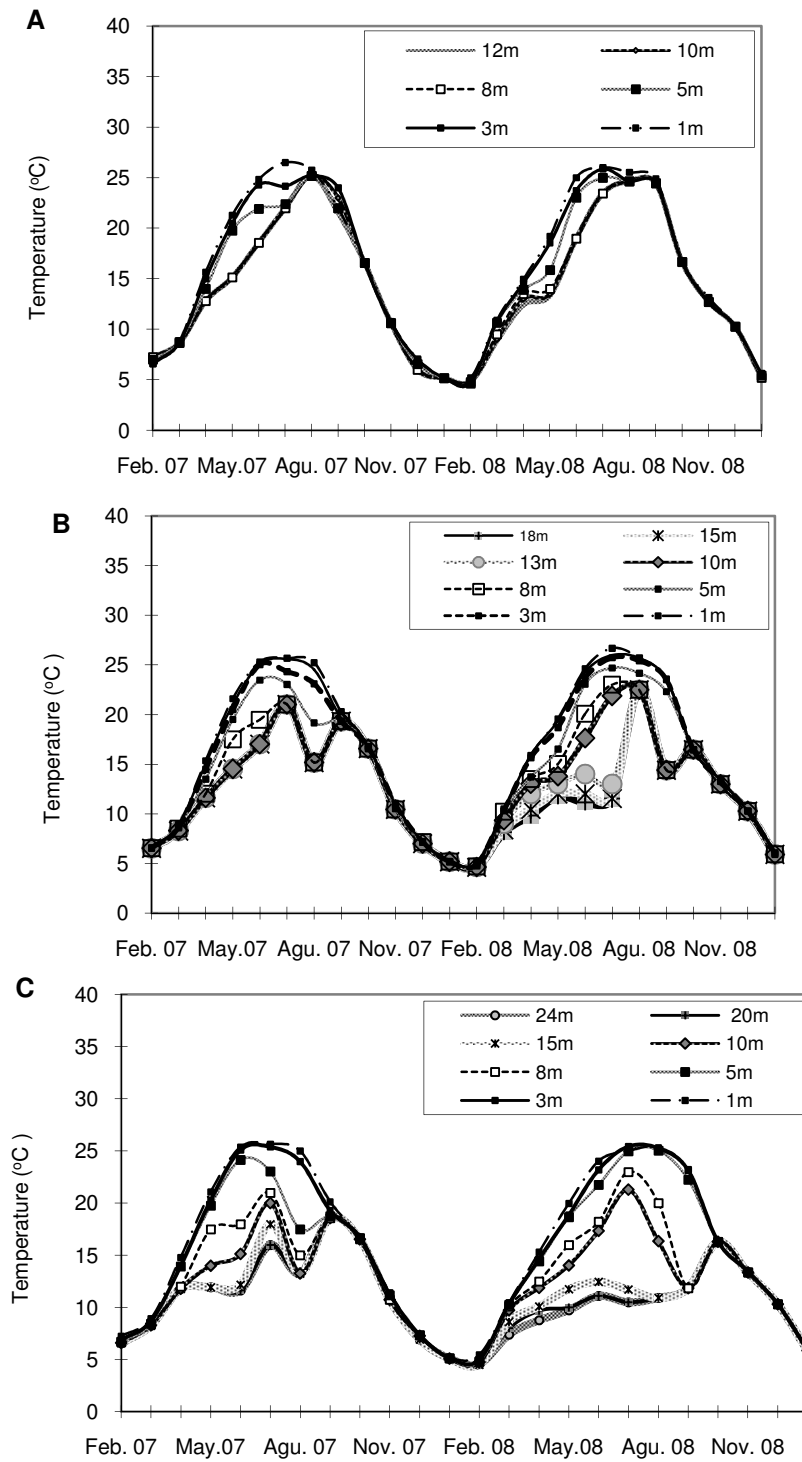 A
40
35
30
25
20
15
10
5
0
Temperature (ºC)
12m 10m
8m 5m
3m 1m
Feb. 07 May.07 Agu. 07 Nov. 07 Feb. 08 May.08 Agu. 08 Nov. 08
B
40
35
30
25
20
15
10
5
0
Temperature (ºC )
18m 15m
13m 10m
8m 5m
3m 1m
Feb. 07 May.07 Agu. 07 Nov. 07 Feb. 08 May.08 Agu. 08 Nov. 08
C
40
35
30
25
20
15
10
5
0
Temperature (ºC )
24m 20m
15m 10m
8m 5m
3m 1m
Feb. 07 May.07 Agu. 07 Nov. 07 Feb. 08 May.08 Agu. 08 Nov. 08